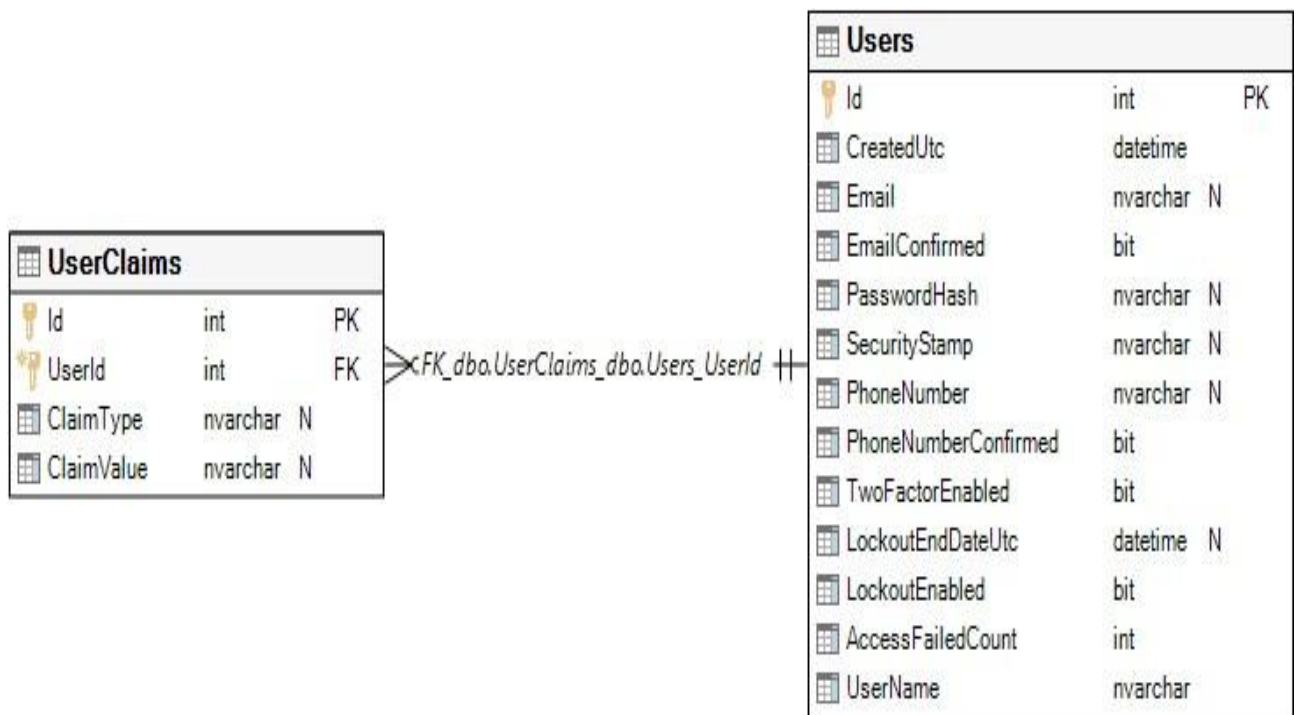 UserClaims
Id int PK
UserId int FK
ClaimType nvarchar N
ClaimValue nvarchar N
FK_dbo.UserClaims_dbo.Users_UserId
Users
Id int PK
CreatedUtc datetime
Email nvarchar N
EmailConfirmed bit
PasswordHash nvarchar N
SecurityStamp nvarchar N
PhoneNumber nvarchar N
PhoneNumberConfirmed bit
TwoFactorEnabled bit
LockoutEndDateUtc datetime N
LockoutEnabled bit
AccessFailedCount int
UserName nvarchar